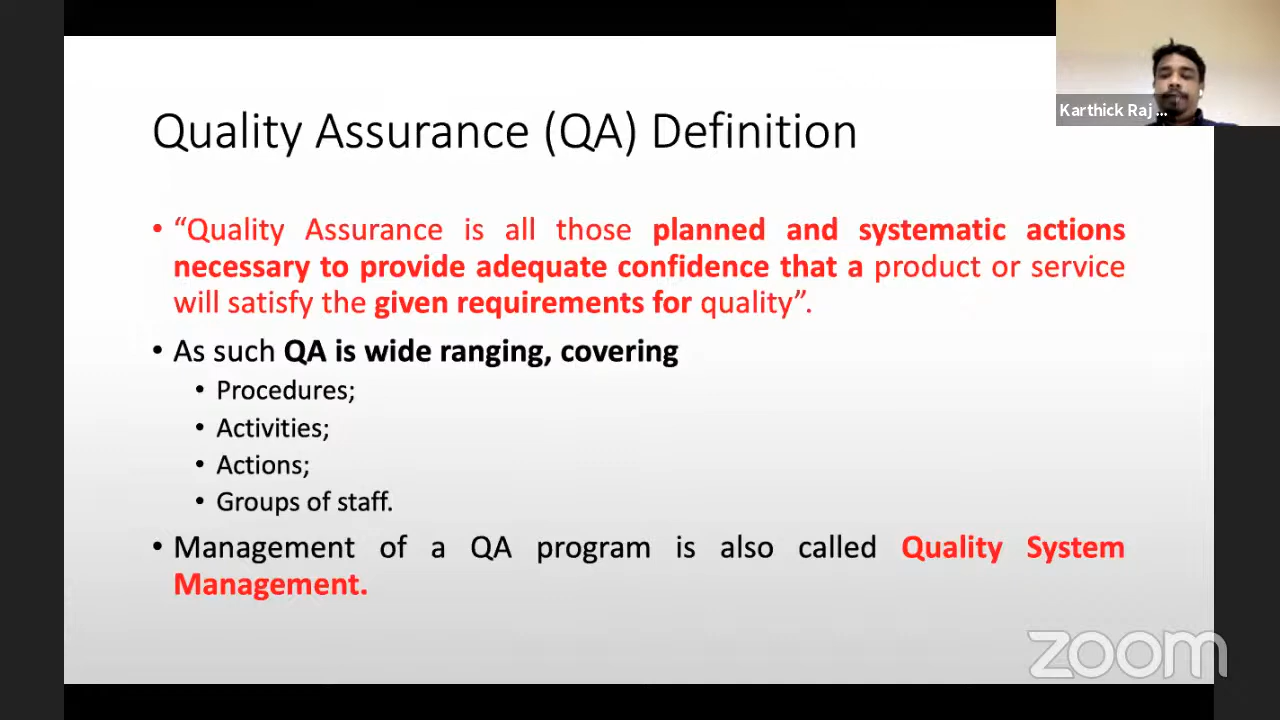 Karthick Raj ...
Quality Assurance (QA) Definition
• “Quality Assurance is all those planned and systematic actions
necessary to provide adequate confidence that a product or service
will satisfy the given requirements for quality”.
• As such QA is wide ranging, covering
• Procedures;
• Activities;
• Actions;
• Groups of staff.
• Management of a QA program is also called Quality System
Management.
zoom